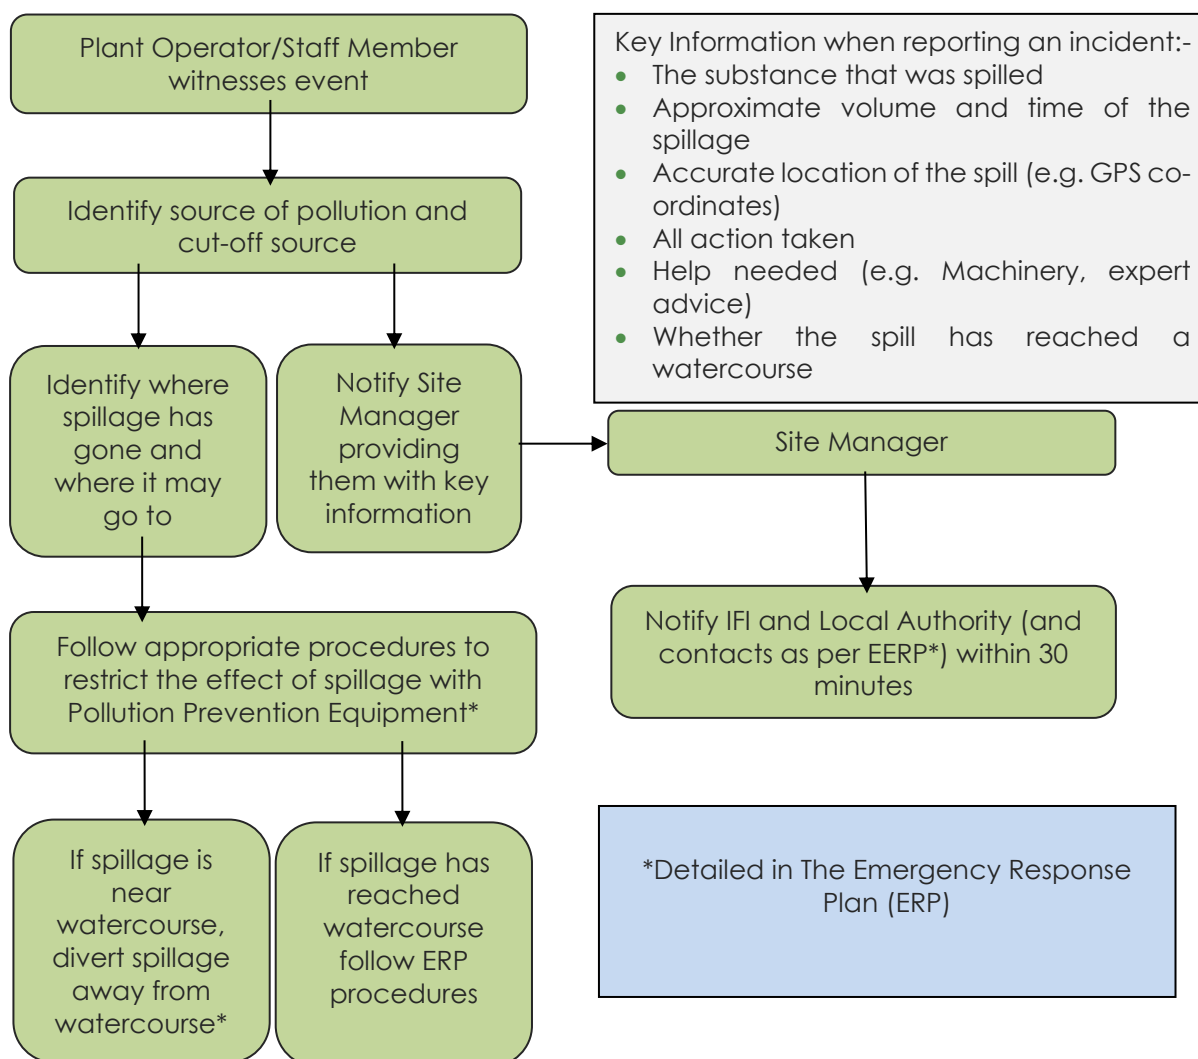 Plant Operator/Staff Member
witnesses event
Key Information when reporting an incident:-
• The substance that was spilled
• Approximate volume and time of the
spillage
• Accurate location of the spill (e.g. GPS co-
ordinates)
• All action taken
• Help needed (e.g. Machinery, expert
advice)
• Whether the spill has reached a
watercourse
Identify source of pollution and
cut-off source
Identify where
spillage has
gone and
where it may
go to
Notify Site
Manager
providing
them with key
information
Site Manager
Notify IFI and Local Authority (and
contacts as per EERP*) within 30
minutes
Follow appropriate procedures to
restrict the effect of spillage with
Pollution Prevention Equipment*
If spillage is
near
watercourse,
divert spillage
away from
watercourse*
If spillage has
reached
watercourse
follow ERP
procedures
*Detailed in The Emergency Response
Plan (ERP)